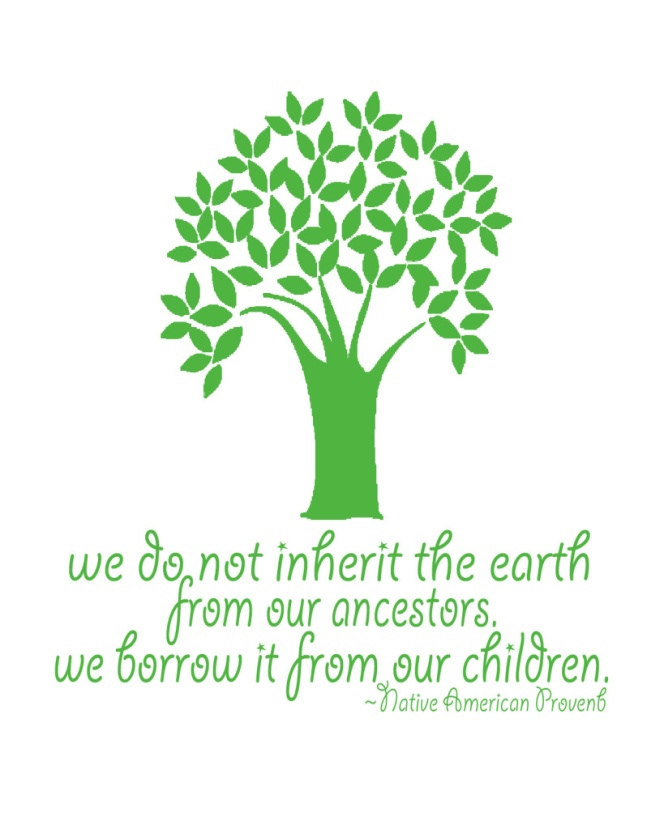 we do not inherit the earth
from our ancestors.
we borrow it from our children.
~Native American Proverb